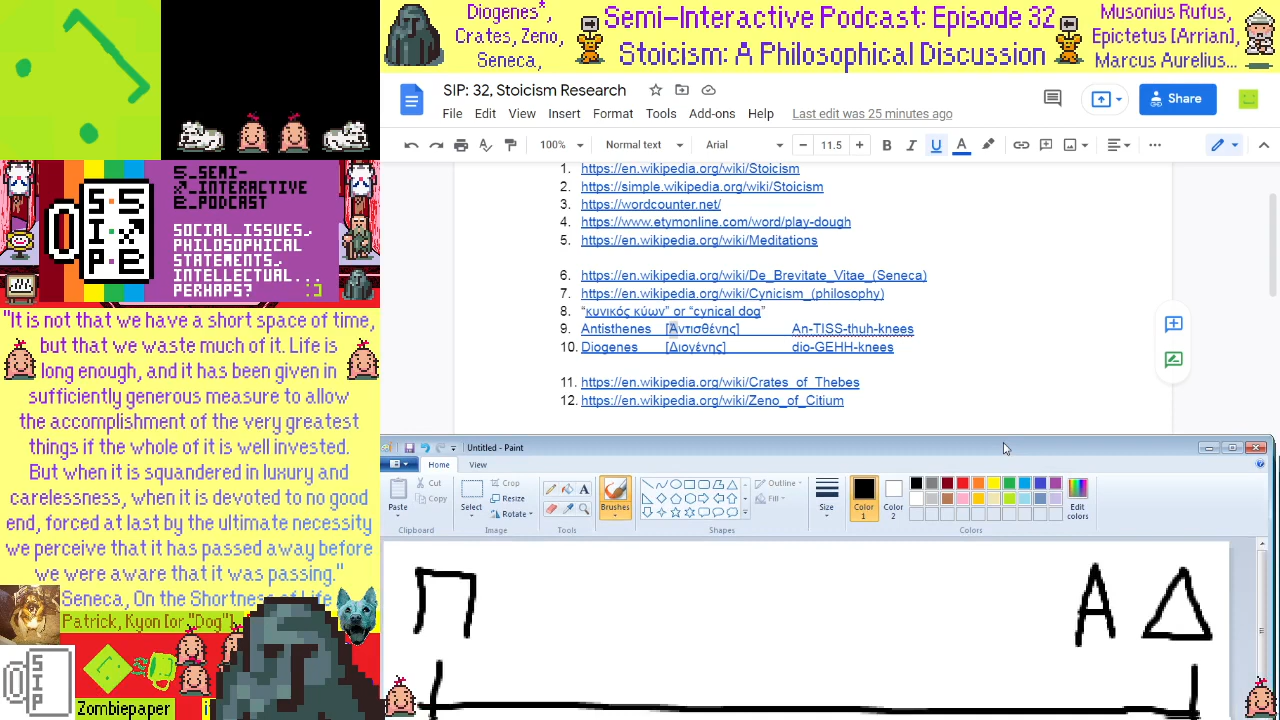 Diogenes*,
Crates, Zeno,
Seneca,
Semi-Interactive Podcast: Episode 32
Stoicism: A Philosophical Discussion
Musonius Rufus,
Epictetus [Arrian],
Marcus Aurelius...
SIP: 32, Stoicism Research
File Edit View Insert Format Tools Add-ons Help Last edit was 25 minutes ago
Share
100% Normal text Arial 11.5 B I U A
1. https://en.wikipedia.org/wiki/Stoicism
2. https://simple.wikipedia.org/wiki/Stoicism
3. https://wordcounter.net/
4. https://www.etymonline.com/word/play-dough
5. https://en.wikipedia.org/wiki/Meditations
6. https://en.wikipedia.org/wiki/De_Brevitate_Vitae_(Seneca)
7. https://en.wikipedia.org/wiki/Cynicism_(philosophy)
8. “κυνικός κύων” or “cynical dog”
9. Antisthenes [Ἀντισθένης] An-TISS-thuh-knees
10. Diogenes [Διογένης] dio-GEHH-knees
11. https://en.wikipedia.org/wiki/Crates_of_Thebes
12. https://en.wikipedia.org/wiki/Zeno_of_Citium
S_SEMI-
INTERACTIVE
PODCAST
SOCIAL_ISSUES,
PHILOSOPHICAL
STATEMENTS,
INTELLECTUAL...
PERHAPS? :)
S
I
P
"It is not that we have a short space of time,
but that we waste much of it. Life is
long enough, and it has been given in
sufficiently generous measure to allow
the accomplishment of the very greatest
things if the whole of it is well invested.
But when it is squandered in luxury and
carelessness, when it is devoted to no good
end, forced at last by the ultimate necessity
we perceive that it has passed away before
we were aware that it was passing."
Seneca, On the Shortness of Life
Patrick, Kyon [or "Dog"],
S
I
P
Zombiepaper
Untitled - Paint
Home View
Paste
Cut
Copy
Clipboard
Select
Crop
Resize
Rotate
Image
Tools
Brushes
Shapes
Outline
Fill
Size
Color 1
Color 2
Edit colors
Colors
Π Α Δ